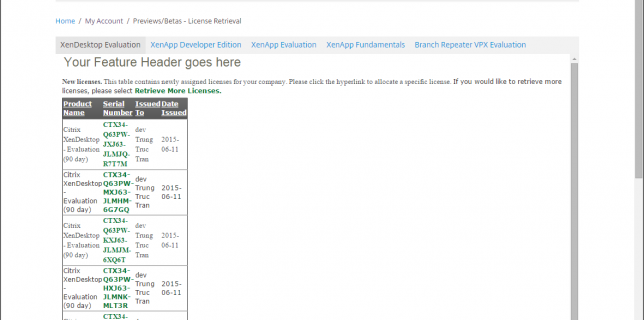 Home / My Account / Previews/Betas - License Retrieval
XenDesktop Evaluation XenApp Developer Edition XenApp Evaluation XenApp Fundamentals Branch Repeater VPX Evaluation
Your Feature Header goes here
New licenses. This table contains newly assigned licenses for your company. Please click the hyperlink to allocate a specific license. If you would like to retrieve more
licenses, please select Retrieve More Licenses.
Product Name Serial Number Issued To Date Issued
Citrix XenDesktop - Evaluation (90 day) CTX34-Q63PW-JXJ63-JLMJQ-R7T7M dev Trung Truc Tran 2015-06-11
Citrix XenDesktop - Evaluation (90 day) CTX34-Q63PW-MXJ63-JLMHM-6G7GQ dev Trung Truc Tran 2015-06-11
Citrix XenDesktop - Evaluation (90 day) CTX34-Q63PW-KXJ63-JLMJM-6XQ6T dev Trung Truc Tran 2015-06-11
Citrix XenDesktop - Evaluation (90 day) CTX34-Q63PW-HXJ63-JLMNK-MLT3R dev Trung Truc Tran 2015-06-11
CTX34-